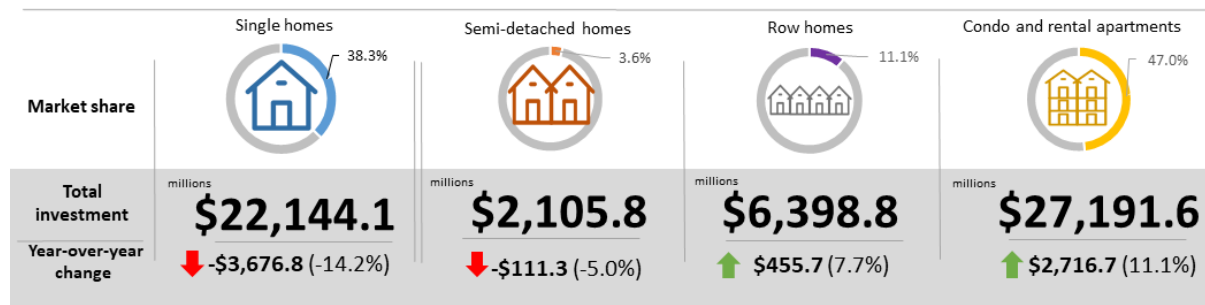 Single homes
Semi-detached homes
Row homes
Condo and rental apartments
38.3%
3.6%
11.1%
47.0%
Market share
Total
investment
millions
$22,144.1
millions
$2,105.8
millions
$6,398.8
millions
$27,191.6
Year-over-year
change
-$3,676.8 (-14.2%)
-$111.3 (-5.0%)
$455.7 (7.7%)
$2,716.7 (11.1%)